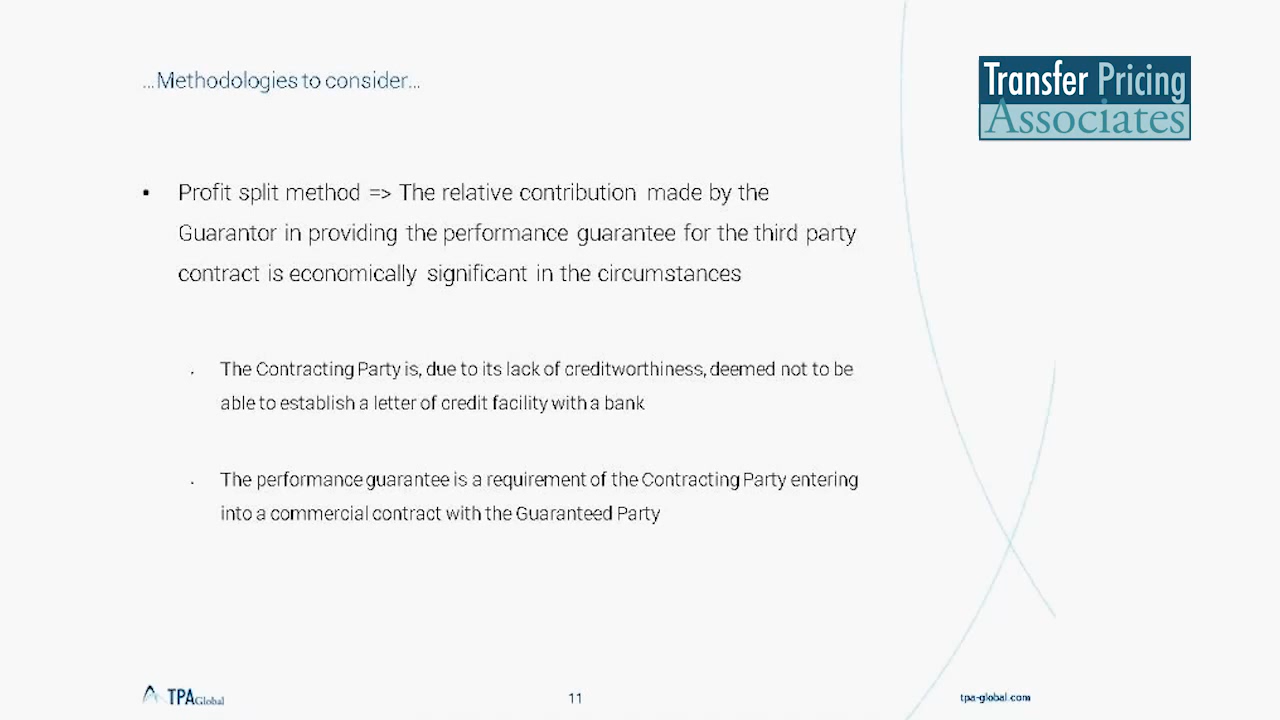 ...Methodologies to consider...
Transfer Pricing
Associates
▪ Profit split method => The relative contribution made by the
Guarantor in providing the performance guarantee for the third party
contract is economically significant in the circumstances
. The Contracting Party is, due to its lack of creditworthiness, deemed not to be
able to establish a letter of credit facility with a bank
. The performance guarantee is a requirement of the Contracting Party entering
into a commercial contract with the Guaranteed Party
TPAGlobal
11
tpa-global.com